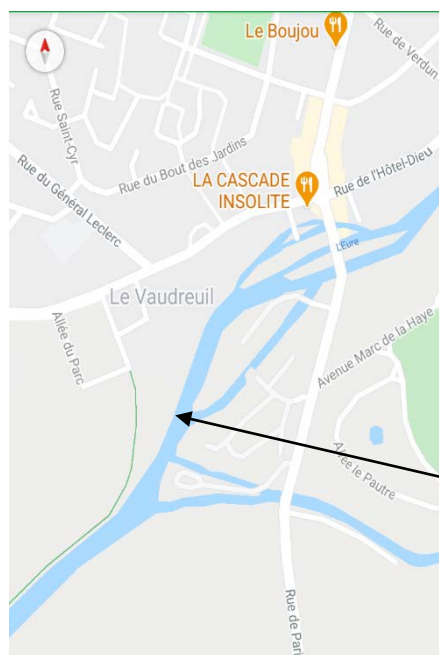 Le Boujou
Rue de Verdun
Rue Saint-Cyr
Rue du Bout des Jardins
LA CASCADE
INSOLITE
Rue de l'Hôtel-Dieu
Rue du Général Leclerc
L'Eure
Le Vaudreuil
Allée du Parc
Avenue Marc de la Haye
Allée le Pautre
Rue de Pari